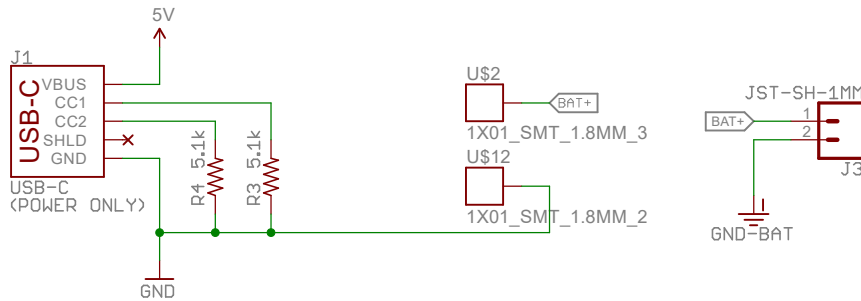 5V
J1
USB-C
VBUS
CC1
CC2
SHLD
GND
USB-C
(POWER ONLY)
R4 5.1k
R3 5.1k
GND
U$2
BAT+
1X01_SMT_1.8MM_3
U$12
1X01_SMT_1.8MM_2
JST-SH-1MM
BAT+
1
2
J3
GND-BAT